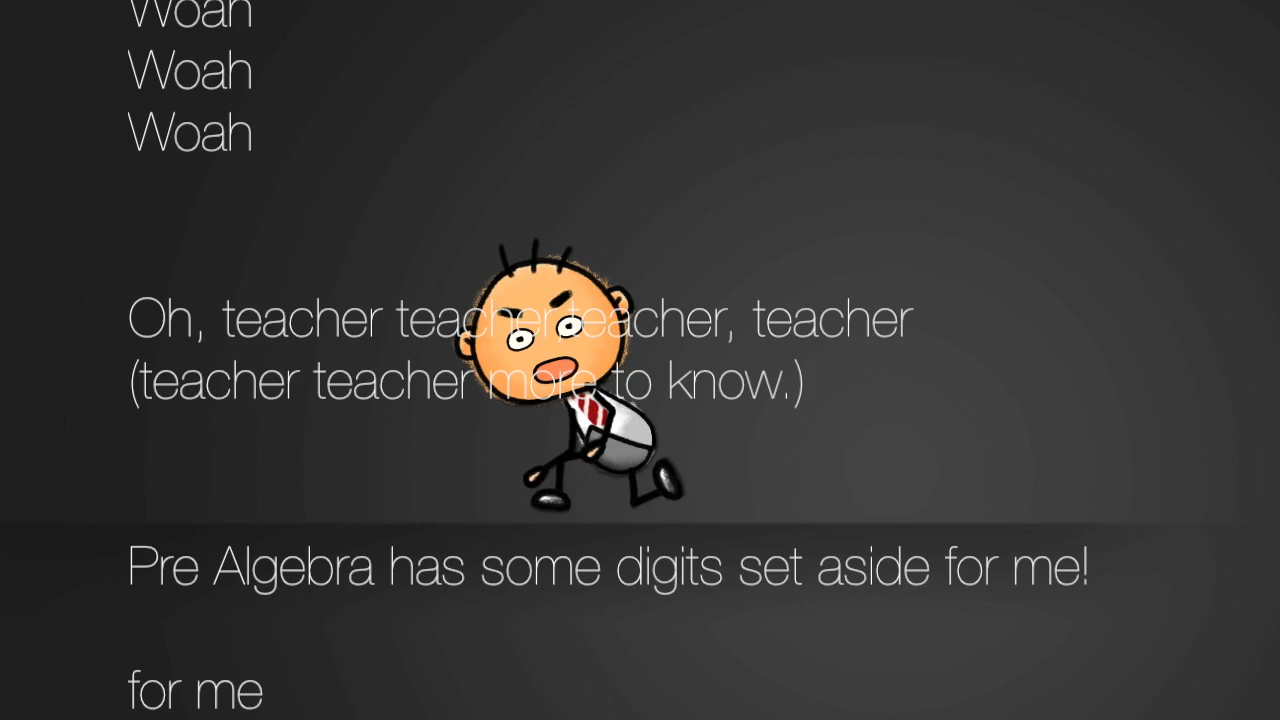 Woah
Woah
Woah
Oh, teacher teacher teacher, teacher
(teacher teacher more to know.)
Pre Algebra has some digits set aside for me!
for me